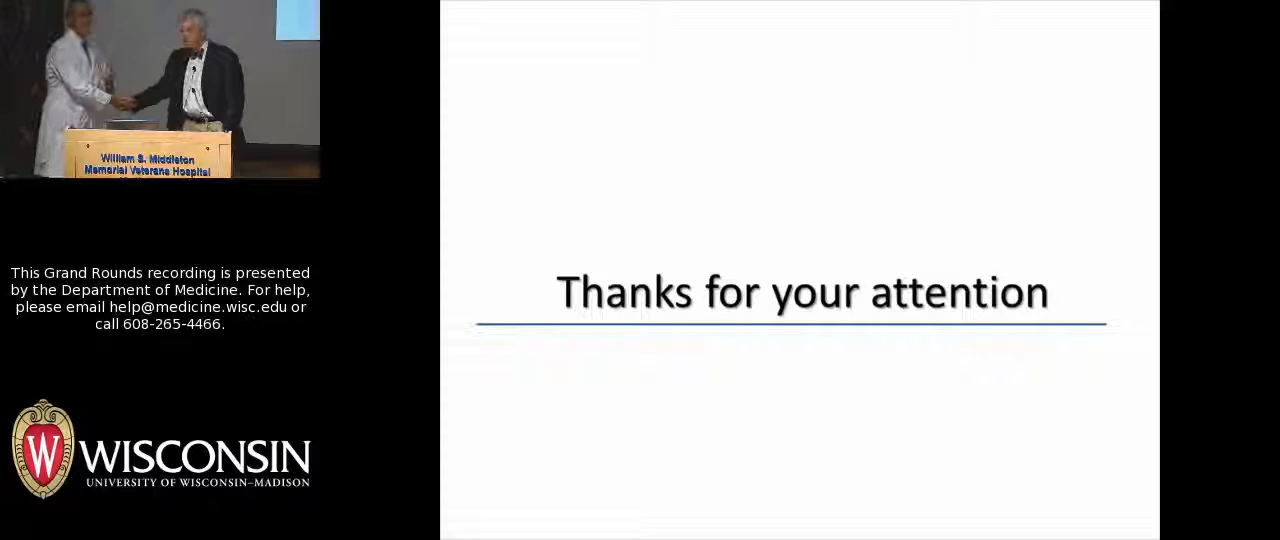 William S. Middleton
Memorial Veterans Hospital
This Grand Rounds recording is presented
by the Department of Medicine. For help,
please email help@medicine.wisc.edu or
call 608-265-4466.
W
WISCONSIN
UNIVERSITY OF WISCONSIN–MADISON
Thanks for your attention